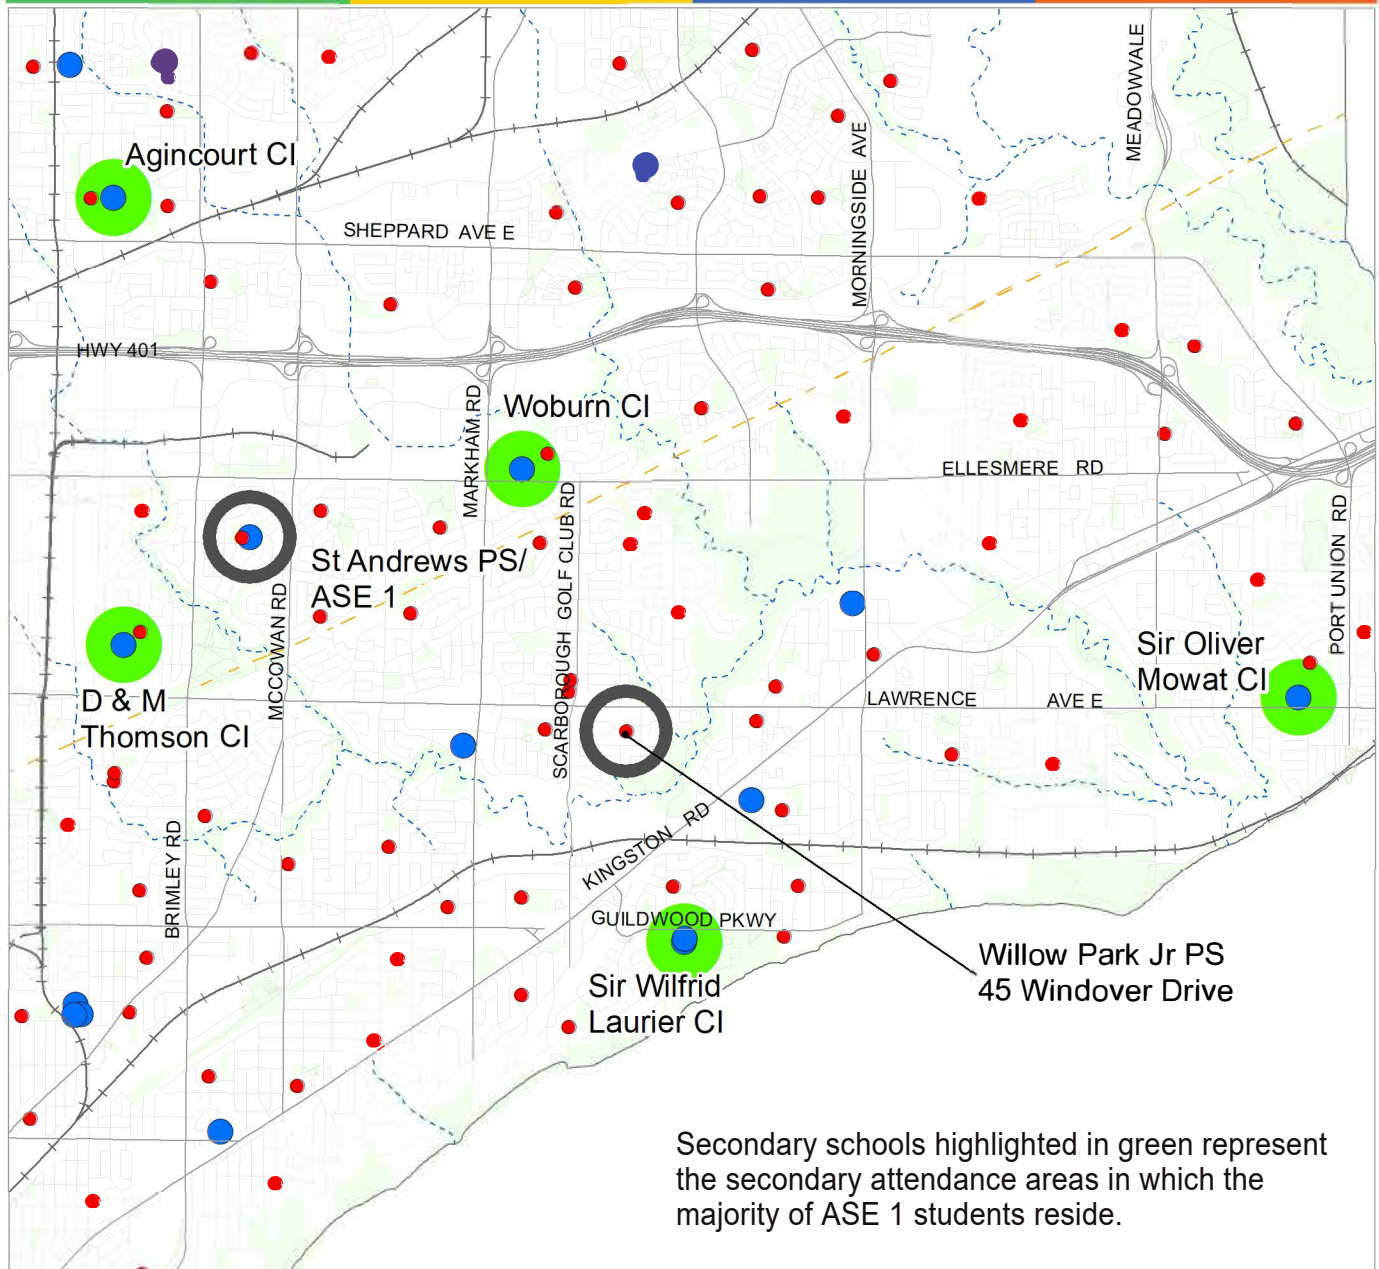 MEADOWVALE
Agincourt CI
MORNINGSIDE AVE
SHEPPARD AVE E
HWY 401
MARKHAM RD
Woburn CI
ELLESMERE RD
SCARBOROUGH GOLF CLUB RD
PORT UNION RD
St Andrews PS/
ASE 1
MCCOWAN RD
Sir Oliver
Mowat CI
D & M
Thomson CI
LAWRENCE AVE E
BRIMLEY RD
KINGSTON RD
GUILDWOOD PKWY
Willow Park Jr PS
45 Windover Drive
Sir Wilfrid
Laurier CI
Secondary schools highlighted in green represent
the secondary attendance areas in which the
majority of ASE 1 students reside.